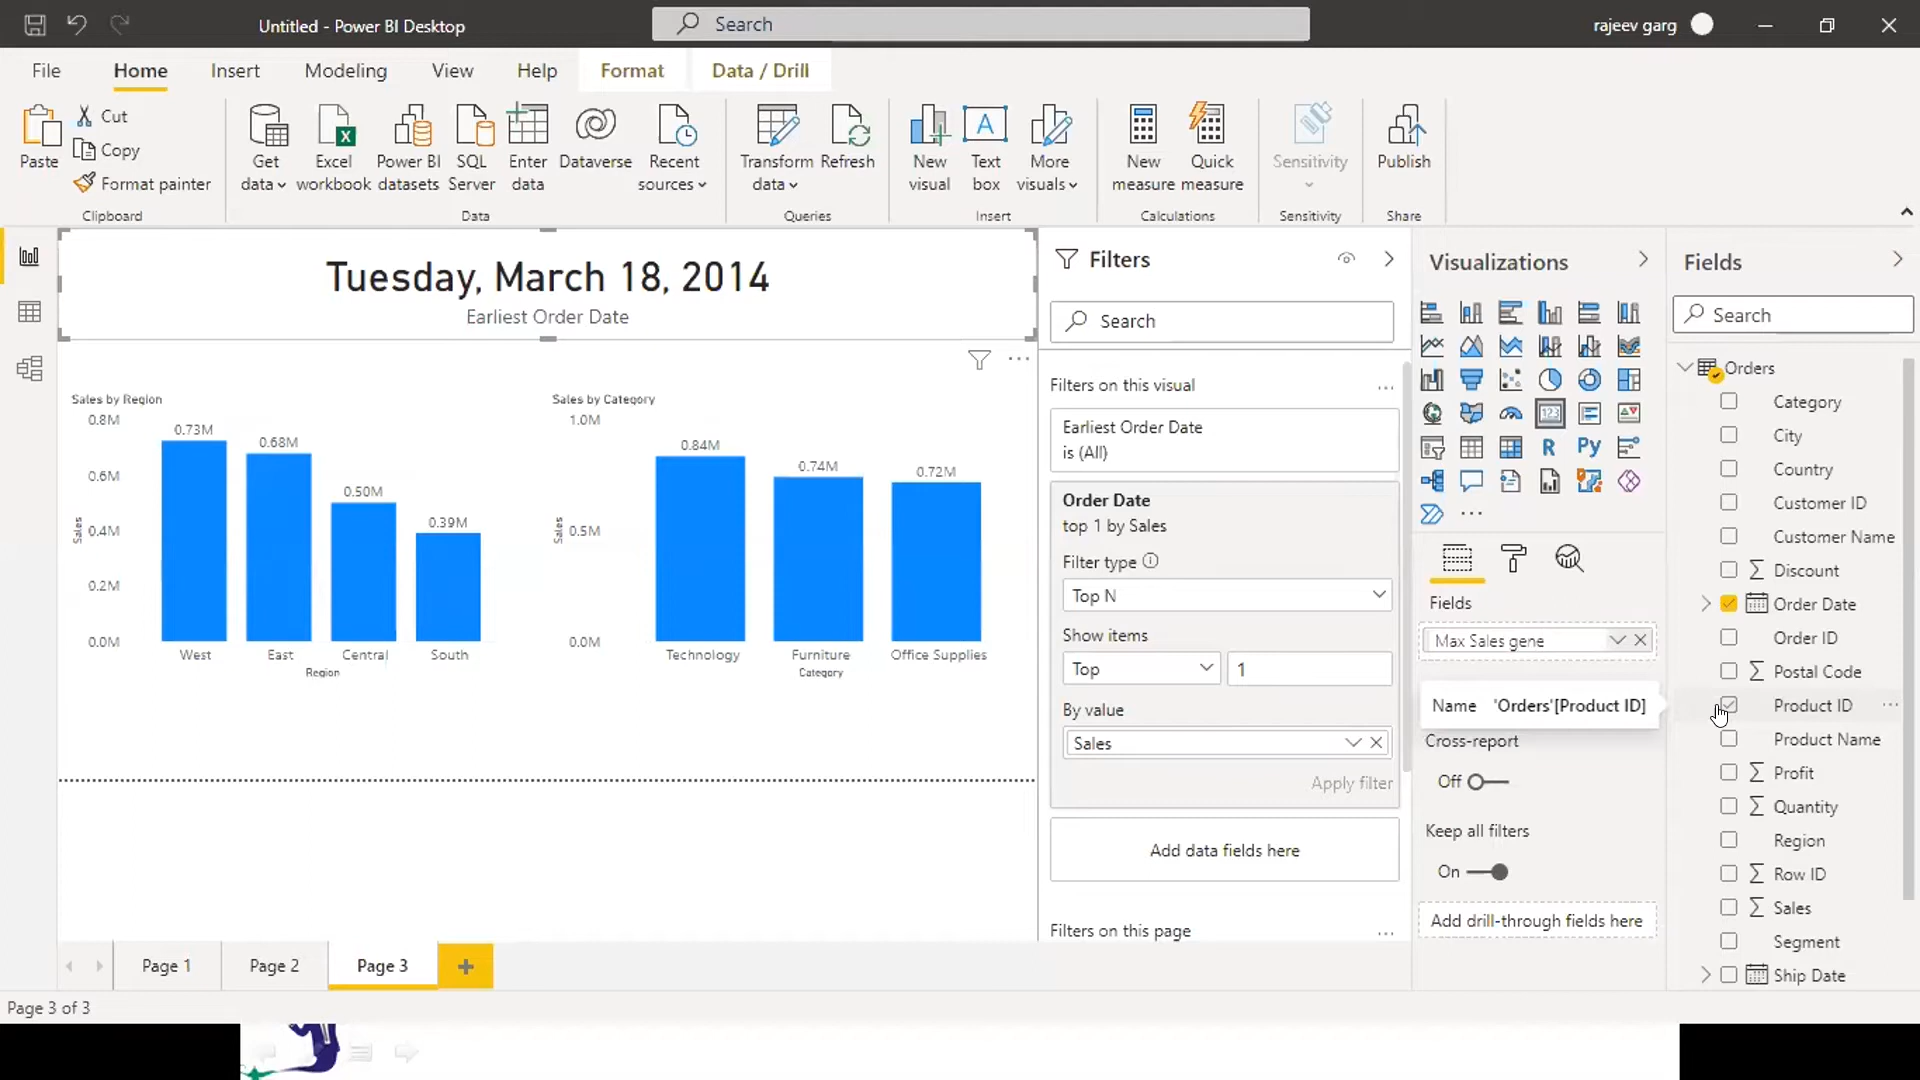 Untitled - Power BI Desktop
Search
rajeev garg
File
Home
Insert
Modeling
View
Help
Format
Data / Drill
Paste
Cut
Copy
Format painter
Clipboard
Get data
Excel workbook
Power BI datasets
SQL Server
Enter data
Dataverse
Recent sources
Data
Transform data
Refresh
Queries
New visual
Text box
More visuals
Insert
New measure
Quick measure
Calculations
Sensitivity
Sensitivity
Publish
Share
Tuesday, March 18, 2014
Earliest Order Date
Sales by Region
0.8M
0.6M
0.4M
0.2M
0.0M
Sales
0.73M
0.68M
0.50M
0.39M
West
East
Central
South
Region
Sales by Category
1.0M
0.5M
0.0M
Sales
0.84M
0.74M
0.72M
Technology
Furniture
Office Supplies
Category
Filters
Search
Filters on this visual
Earliest Order Date
is (All)
Order Date
top 1 by Sales
Filter type
Top N
Show items
Top
1
By value
Sales
Apply filter
Add data fields here
Filters on this page
Visualizations
R
Py
123
Fields
Max Sales gene
Name 'Orders'[Product ID]
Cross-report
Off
Keep all filters
On
Add drill-through fields here
Fields
Search
Orders
Category
City
Country
Customer ID
Customer Name
Discount
Order Date
Order ID
Postal Code
Product ID
Product Name
Profit
Quantity
Region
Row ID
Sales
Segment
Ship Date
Page 1
Page 2
Page 3
Page 3 of 3